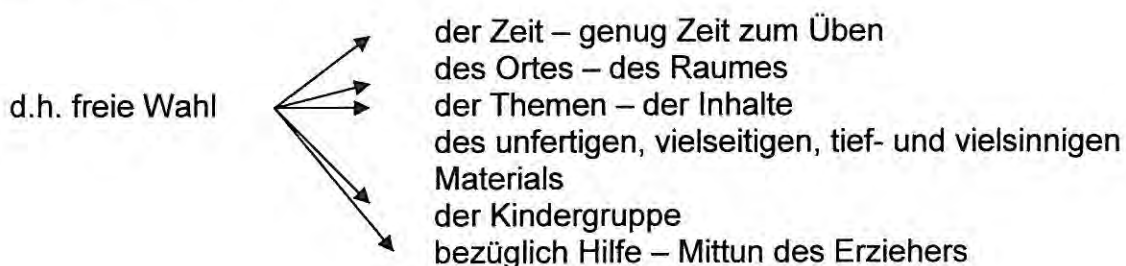 der Zeit – genug Zeit zum Üben
des Ortes – des Raumes
d.h. freie Wahl
der Themen – der Inhalte
des unfertigen, vielseitigen, tief- und vielsinnigen
Materials
der Kindergruppe
bezüglich Hilfe – Mittun des Erziehers